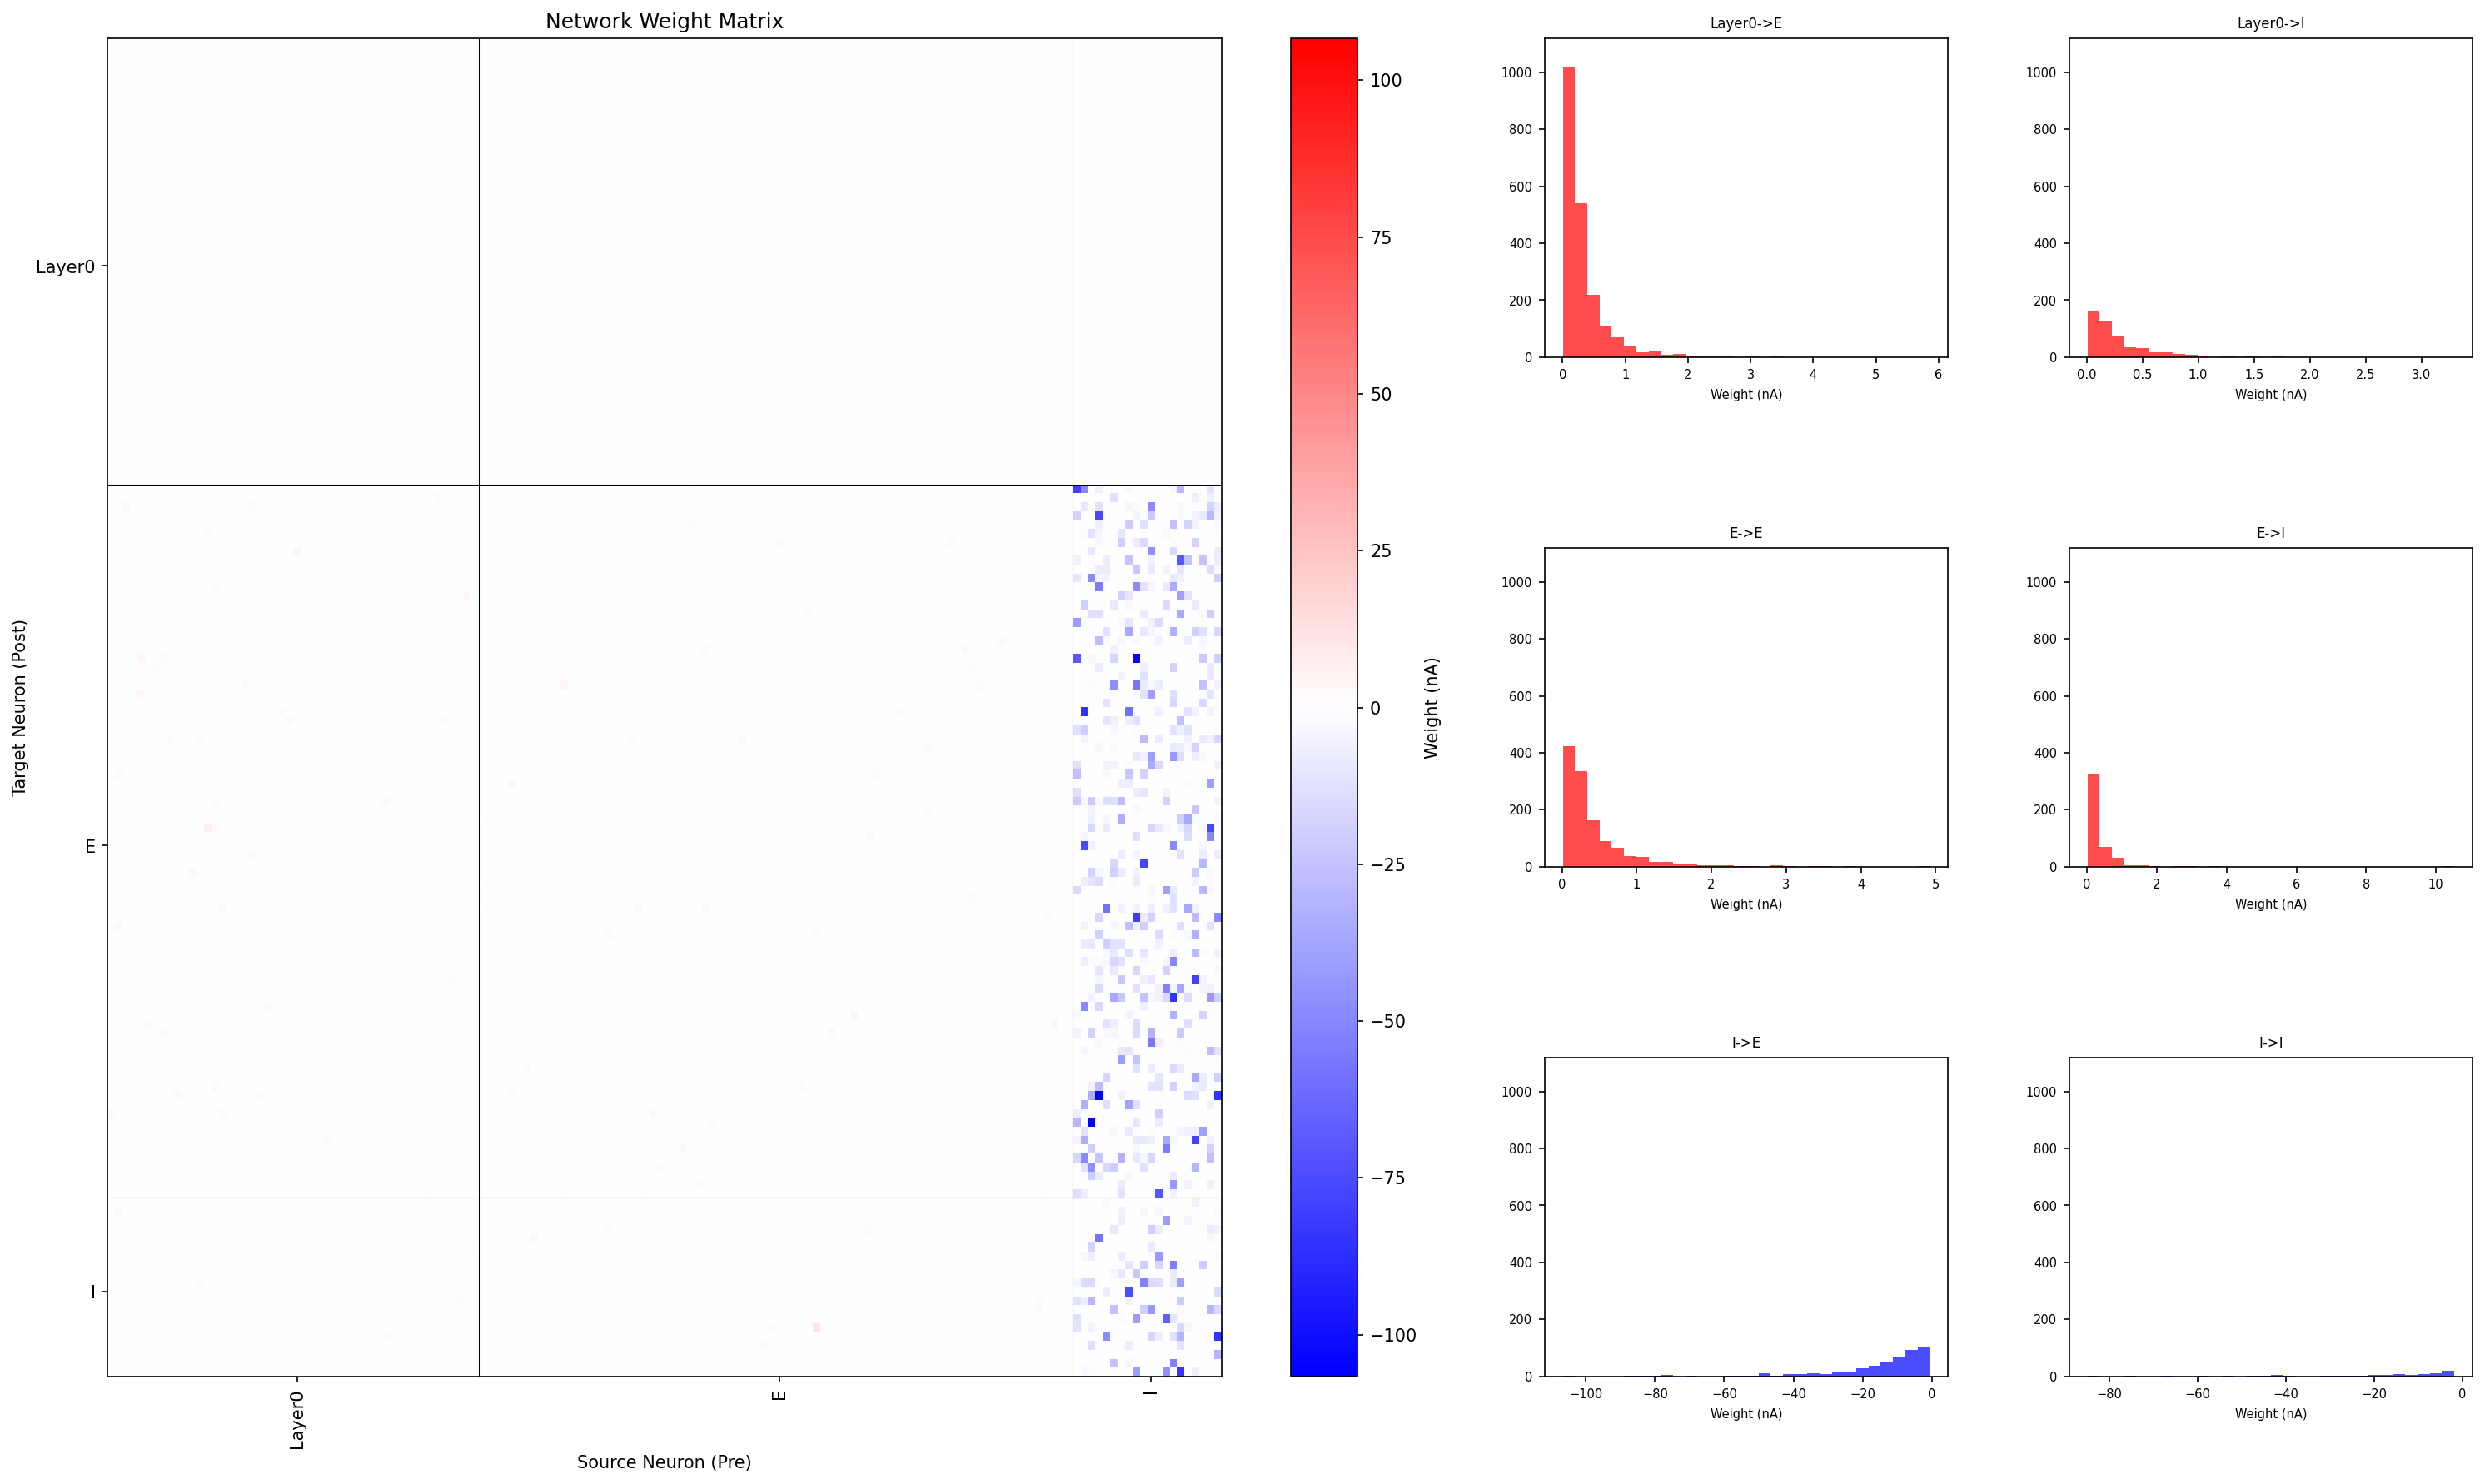 Network Weight Matrix
Target Neuron (Post)
Layer0
E
I
Layer0
E
I
Source Neuron (Pre)
100
75
50
25
0
−25
−50
−75
−100
Weight (nA)
Layer0->E
1000
800
600
400
200
0
0 1 2 3 4 5 6
Weight (nA)
Layer0->I
1000
800
600
400
200
0
0.0 0.5 1.0 1.5 2.0 2.5 3.0
Weight (nA)
E->E
1000
800
600
400
200
0
0 1 2 3 4 5
Weight (nA)
E->I
1000
800
600
400
200
0
0 2 4 6 8 10
Weight (nA)
I->E
1000
800
600
400
200
0
−100 −80 −60 −40 −20 0
Weight (nA)
I->I
1000
800
600
400
200
0
−80 −60 −40 −20 0
Weight (nA)